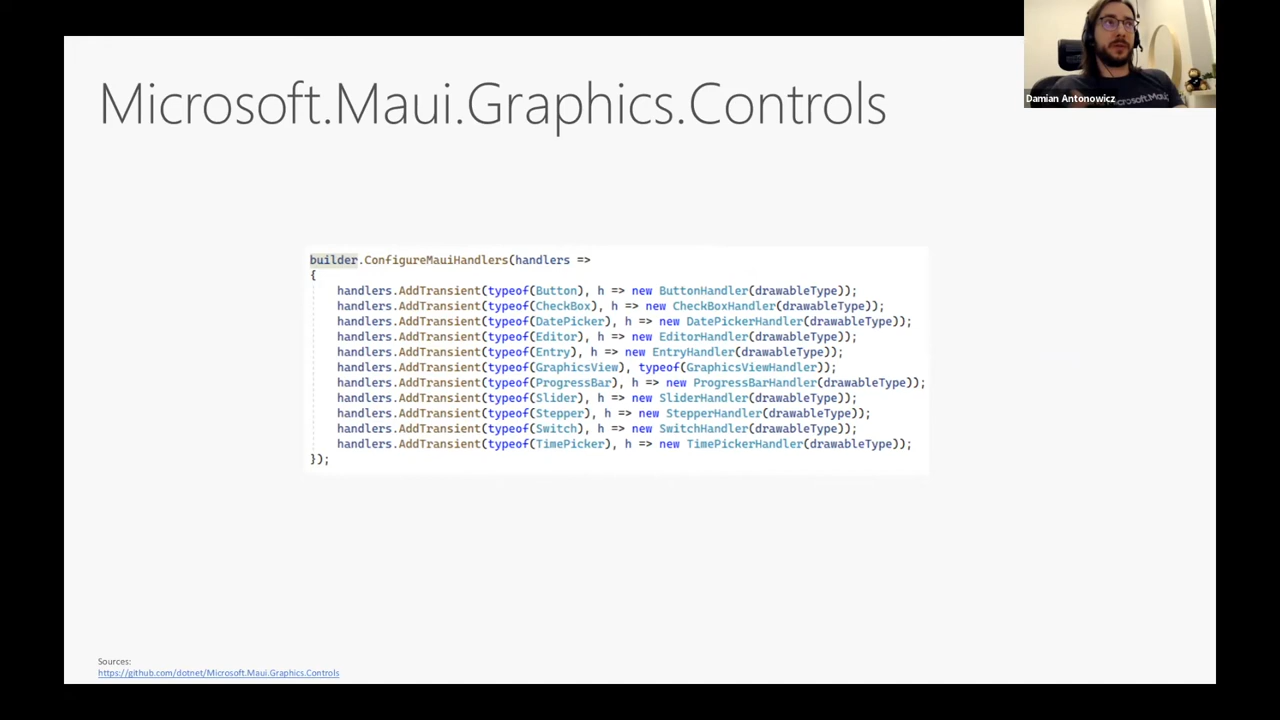 Microsoft.Maui.Graphics.Controls
Damian Antonowicz
builder.ConfigureMauiHandlers(handlers =>
{
handlers.AddTransient(typeof(Button), h => new ButtonHandler(drawableType));
handlers.AddTransient(typeof(CheckBox), h => new CheckBoxHandler(drawableType));
handlers.AddTransient(typeof(DatePicker), h => new DatePickerHandler(drawableType));
handlers.AddTransient(typeof(Editor), h => new EditorHandler(drawableType));
handlers.AddTransient(typeof(Entry), h => new EntryHandler(drawableType));
handlers.AddTransient(typeof(GraphicsView), typeof(GraphicsViewHandler));
handlers.AddTransient(typeof(ProgressBar), h => new ProgressBarHandler(drawableType));
handlers.AddTransient(typeof(Slider), h => new SliderHandler(drawableType));
handlers.AddTransient(typeof(Stepper), h => new StepperHandler(drawableType));
handlers.AddTransient(typeof(Switch), h => new SwitchHandler(drawableType));
handlers.AddTransient(typeof(TimePicker), h => new TimePickerHandler(drawableType));
});
Sources:
https://github.com/dotnet/Microsoft.Maui.Graphics.Controls